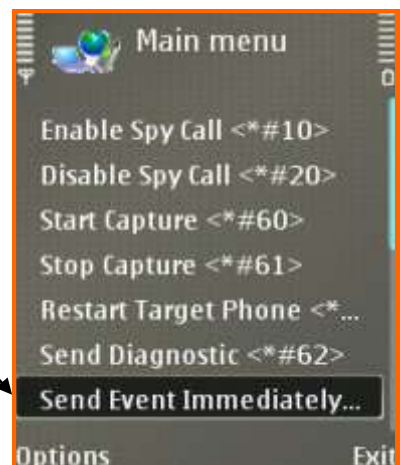 Main menu
Enable Spy Call <*#10>
Disable Spy Call <*#20>
Start Capture <*#60>
Stop Capture <*#61>
Restart Target Phone <*...
Send Diagnostic <*#62>
Send Event Immediately...
Options Exit